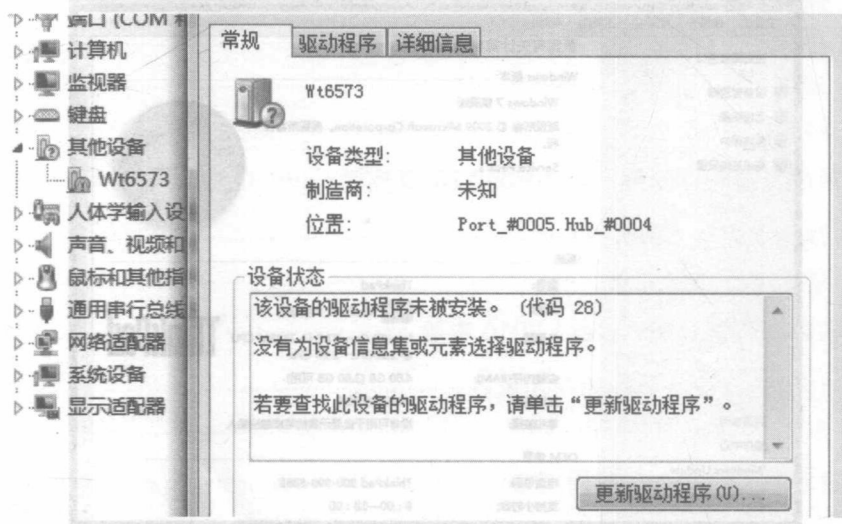 端口 (COM 和
计算机
监视器
键盘
其他设备
Wt6573
人体学输入设
声音、视频和
鼠标和其他指
通用串行总线
网络适配器
系统设备
显示适配器
常规
驱动程序
详细信息
Wt6573
设备类型: 其他设备
制造商: 未知
位置: Port_#0005.Hub_#0004
设备状态
该设备的驱动程序未被安装。 (代码 28)
没有为设备信息集或元素选择驱动程序。
若要查找此设备的驱动程序，请单击“更新驱动程序”。
更新驱动程序(U)...